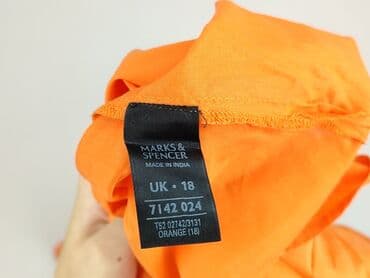 MARKS &
SPENCER
MADE IN INDIA
UK • 18
7142 024
T52 02742/3131
ORANGE (18)